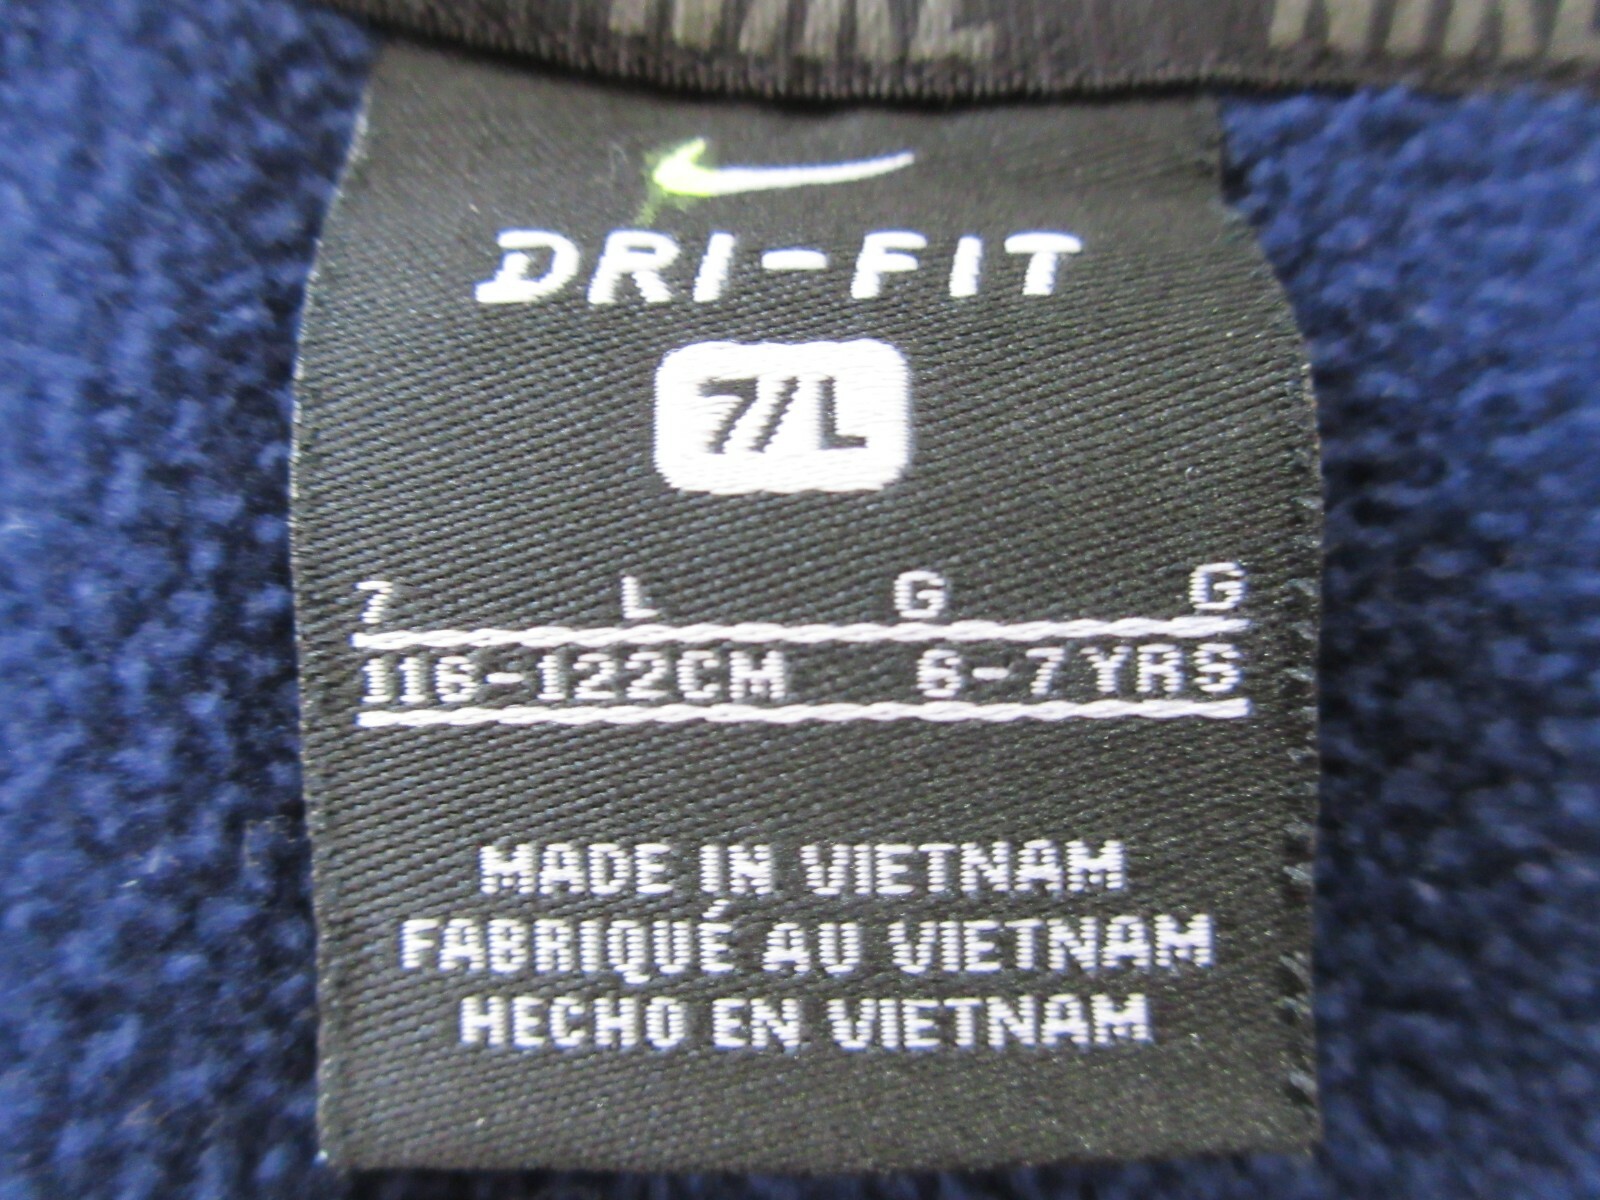 DRI-FIT
7/L
7 L G G
116-122CM 6-7YRS
MADE IN VIETNAM
FABRIQUÉ AU VIETNAM
HECHO EN VIETNAM